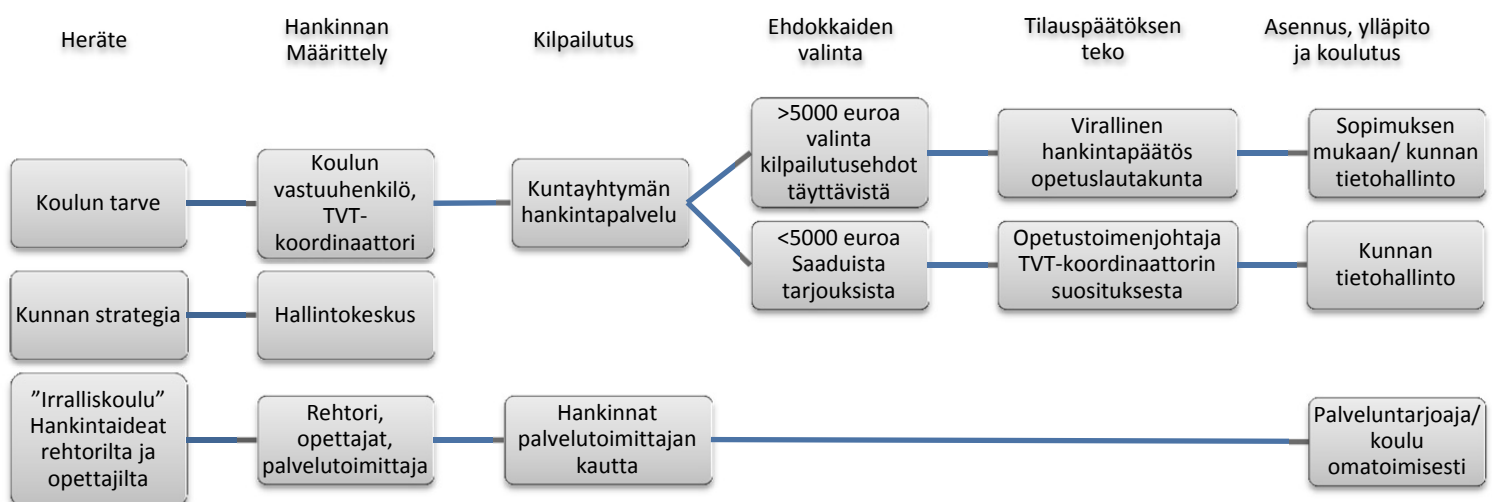 Heräte
Hankinnan
Määrittely
Kilpailutus
Ehdokkaiden
valinta
Tilauspäätöksen
teko
Asennus, ylläpito
ja koulutus
Koulun tarve
Koulun
vastuuhenkilö,
TVT-
koordinaattori
Kuntayhtymän
hankintapalvelu
>5000 euroa
valinta
kilpailutusehdot
täyttävistä
Virallinen
hankintapäätös
opetuslautakunta
Sopimuksen
mukaan/ kunnan
tietohallinto
<5000 euroa
Saaduista
tarjouksista
Opetustoimenjohtaja
TVT-koordinaattorin
suosituksesta
Kunnan
tietohallinto
Kunnan strategia
Hallintokeskus
”Irralliskoulu”
Hankintaideat
rehtorilta ja
opettajilta
Rehtori,
opettajat,
palvelutoimittaja
Hankinnat
palvelutoimittajan
kautta
Palveluntarjoaja/
koulu
omatoimisesti